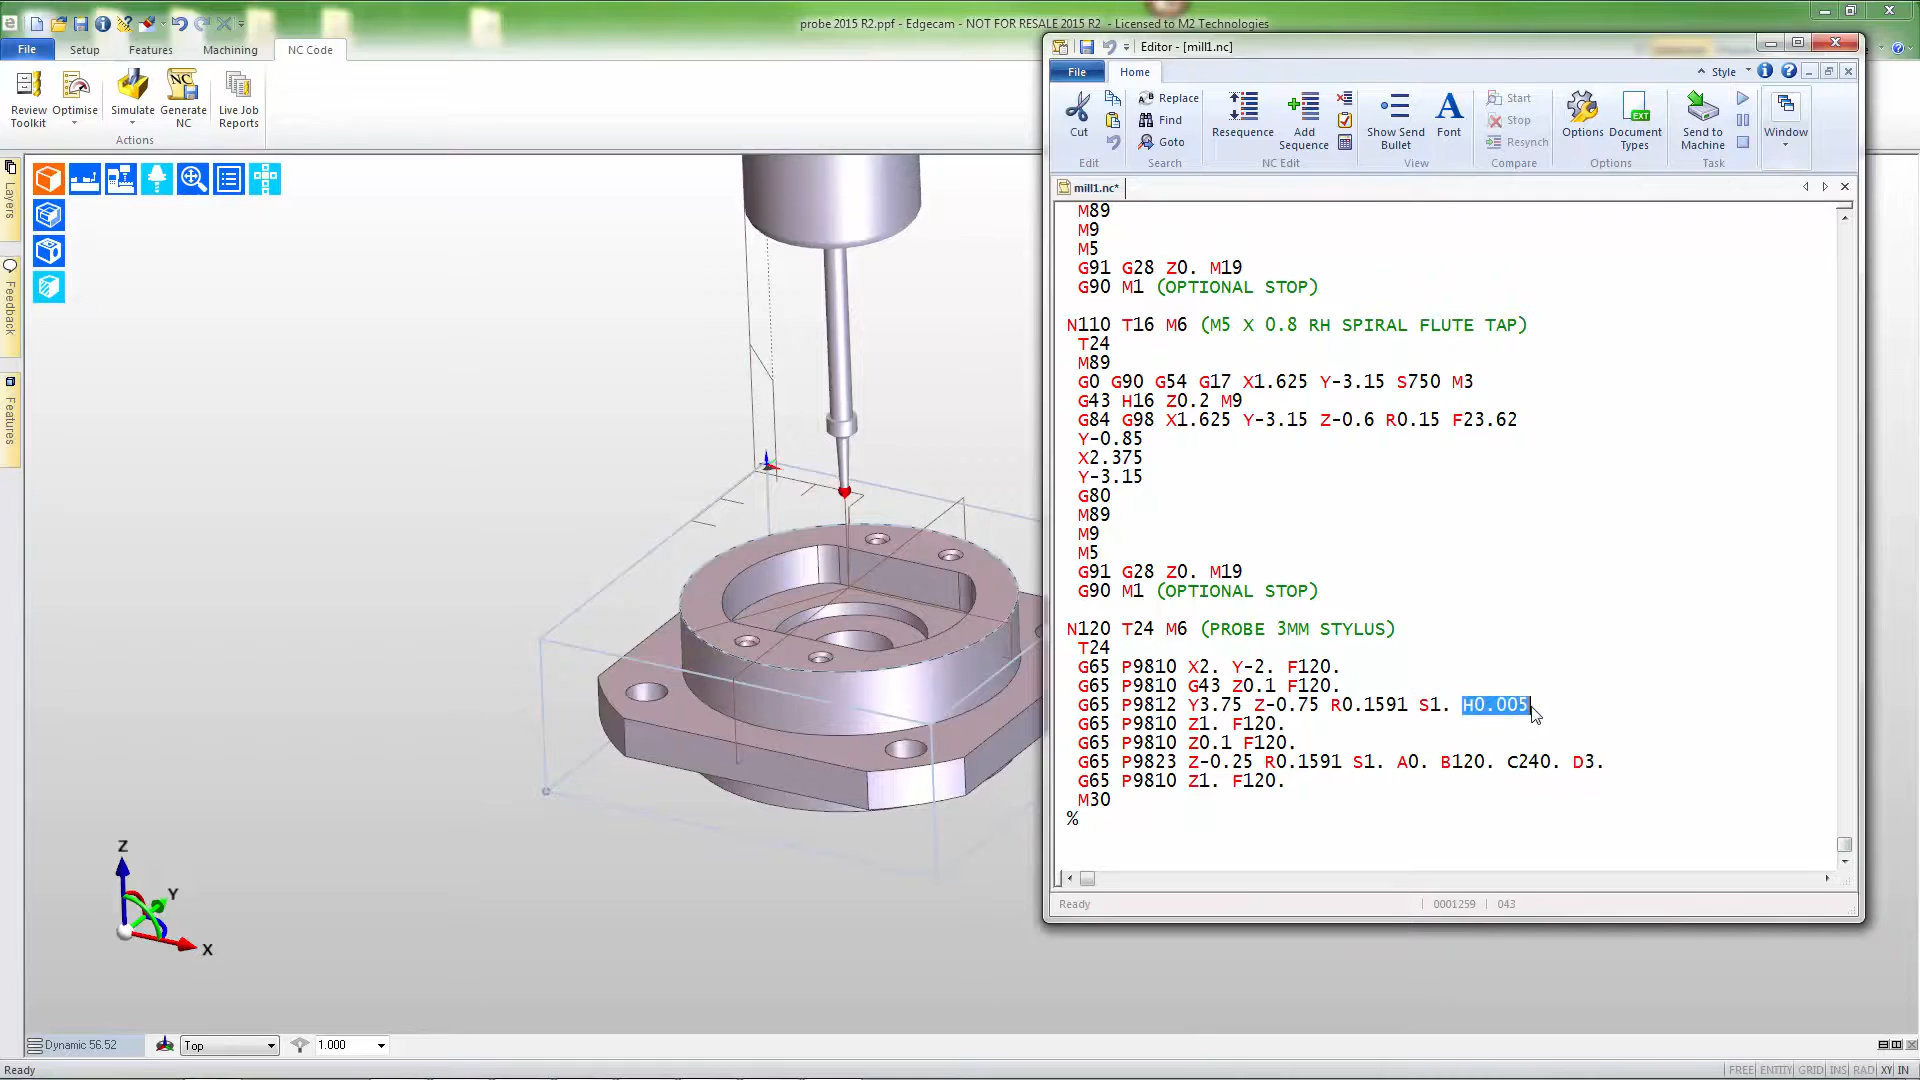 probe 2015 R2.ppf - Edgecam - NOT FOR RESALE 2015 R2 - Licensed to M2 Technologies
File Setup Features Machining NC Code
Review Toolkit
Optimise
Simulate
Generate NC
Live Job Reports
Actions
Layers
Feedback
Features
Editor - [mill1.nc]
File Home Style
Cut
Replace
Find
Goto
Resequence
Add Sequence
Show Send Bullet
Font
Start
Stop
Resynch
Options
Document Types
Send to Machine
Window
Edit Search NC Edit View Compare Options Task
mill1.nc*
M89
M9
M5
G91 G28 Z0. M19
G90 M1 (OPTIONAL STOP)
N110 T16 M6 (M5 X 0.8 RH SPIRAL FLUTE TAP)
T24
M89
G0 G90 G54 G17 X1.625 Y-3.15 S750 M3
G43 H16 Z0.2 M9
G84 G98 X1.625 Y-3.15 Z-0.6 R0.15 F23.62
Y-0.85
X2.375
Y-3.15
G80
M89
M9
M5
G91 G28 Z0. M19
G90 M1 (OPTIONAL STOP)
N120 T24 M6 (PROBE 3MM STYLUS)
T24
G65 P9810 X2. Y-2. F120.
G65 P9810 G43 Z0.1 F120.
G65 P9812 Y3.75 Z-0.75 R0.1591 S1. H0.005
G65 P9810 Z1. F120.
G65 P9810 Z0.1 F120.
G65 P9823 Z-0.25 R0.1591 S1. A0. B120. C240. D3.
G65 P9810 Z1. F120.
M30
%
Ready 0001259 043
Z
Y
X
Dynamic 56.52 Top 1.000
Ready FREE ENTITY GRID INS RAD XY IN